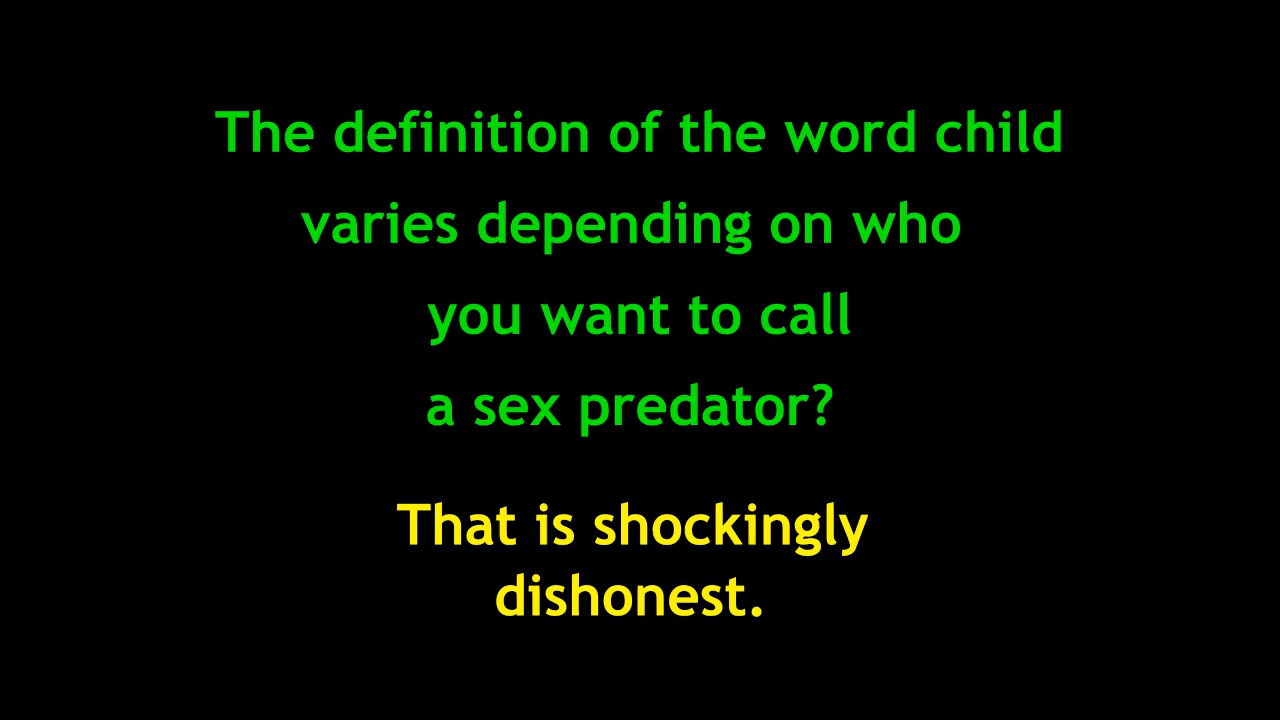 The definition of the word child
varies depending on who
you want to call
a sex predator?
That is shockingly
dishonest.